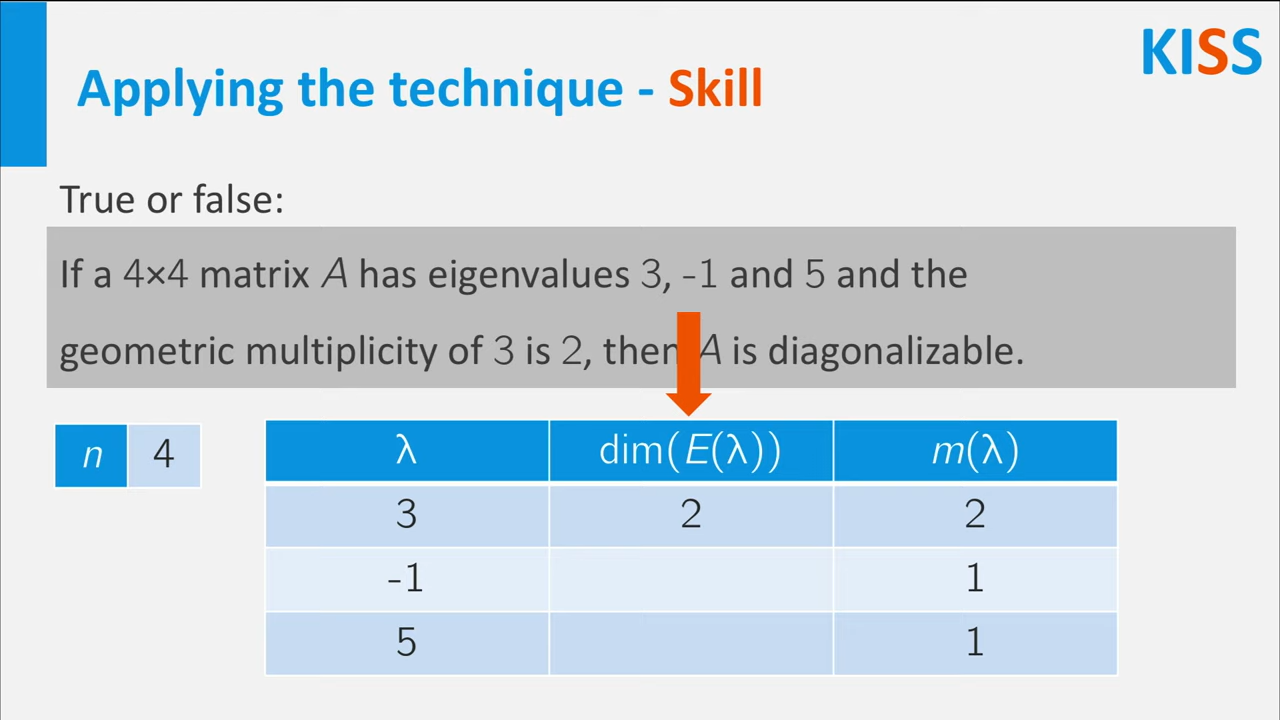 KISS
Applying the technique - Skill
True or false:
If a 4×4 matrix A has eigenvalues 3, -1 and 5 and the
geometric multiplicity of 3 is 2, then A is diagonalizable.
n 4
λ dim(E(λ)) m(λ)
3 2 2
-1 1
5 1